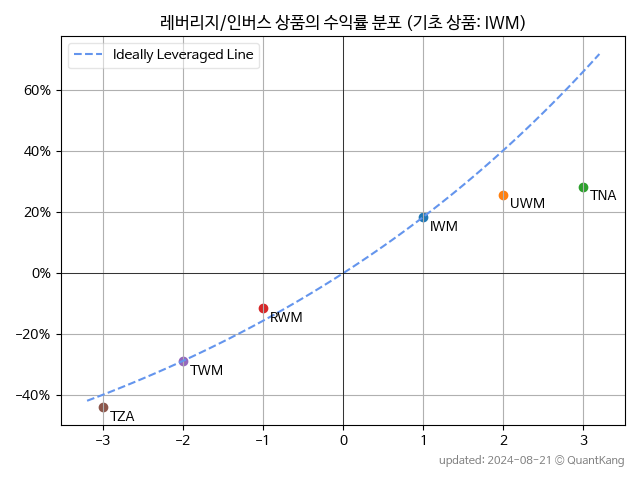 레버리지/인버스 상품의 수익률 분포 (기초 상품: IWM)
Ideally Leveraged Line
60%
40%
20%
0%
−20%
−40%
TNA
UWM
IWM
RWM
TWM
TZA
−3 −2 −1 0 1 2 3
updated: 2024-08-21 © QuantKang